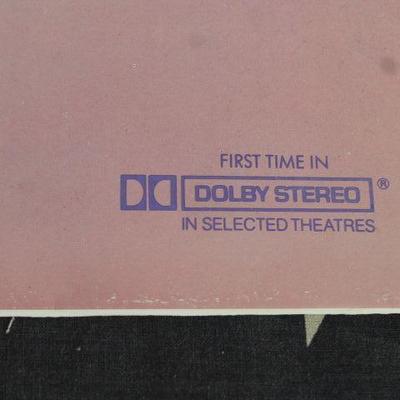 FIRST TIME IN
DOLBY STEREO ®
IN SELECTED THEATRES